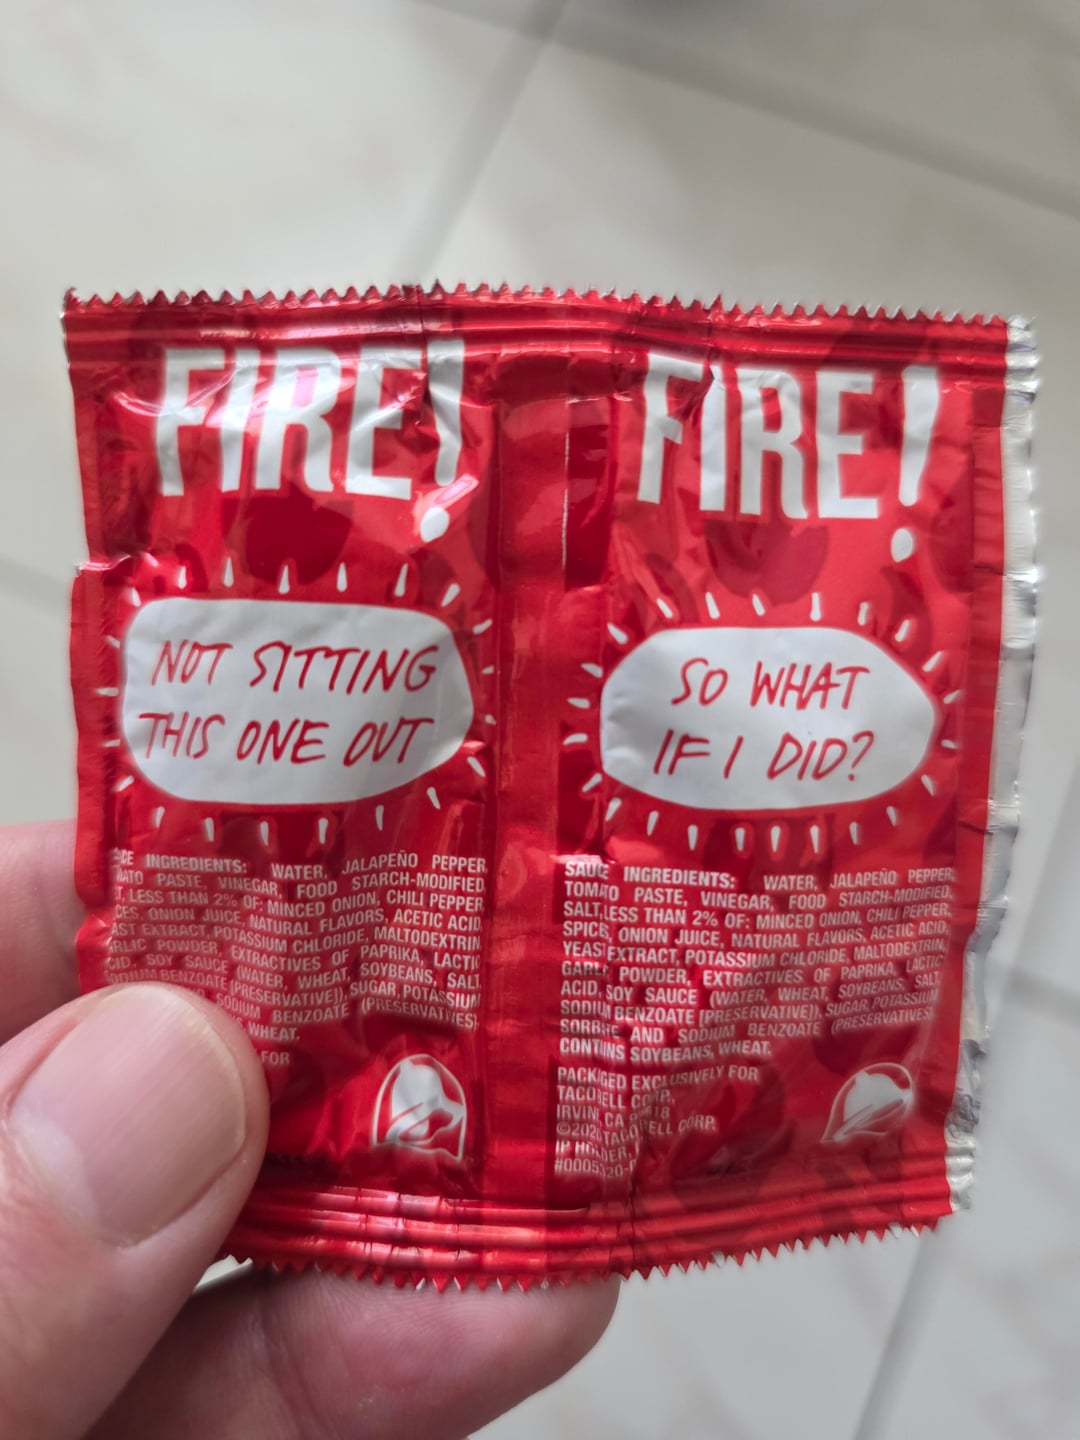 FIRE!
NOT SITTING
THIS ONE OUT
INGREDIENTS: WATER, JALAPEÑO PEPPER,
PASTE, VINEGAR, FOOD STARCH-MODIFIED,
LESS THAN 2% OF: MINCED ONION, CHILI PEPPER,
ONION JUICE, NATURAL FLAVORS, ACETIC ACID,
EXTRACT, POTASSIUM CHLORIDE, MALTODEXTRIN,
POWDER, EXTRACTIVES OF PAPRIKA, LACTIC
SOY SAUCE (WATER, WHEAT, SOYBEANS, SALT,
BENZOATE [PRESERVATIVE]), SUGAR, POTASSIUM
SODIUM BENZOATE (PRESERVATIVES)
WHEAT.
FOR
FIRE!
SO WHAT
IF I DID?
SAUCE INGREDIENTS: WATER, JALAPEÑO PEPPER,
TOMATO PASTE, VINEGAR, FOOD STARCH-MODIFIED,
SALT, LESS THAN 2% OF: MINCED ONION, CHILI PEPPER,
SPICES, ONION JUICE, NATURAL FLAVORS, ACETIC ACID,
YEAST EXTRACT, POTASSIUM CHLORIDE, MALTODEXTRIN,
GARLIC POWDER, EXTRACTIVES OF PAPRIKA, LACTIC
ACID, SOY SAUCE (WATER, WHEAT, SOYBEANS, SALT,
SODIUM BENZOATE [PRESERVATIVE]), SUGAR, POTASSIUM
SORBATE AND SODIUM BENZOATE (PRESERVATIVES)
CONTAINS SOYBEANS, WHEAT.
PACKAGED EXCLUSIVELY FOR
TACO BELL CORP.
IRVINE, CA
TACO BELL CORP.
IP HOLDER,